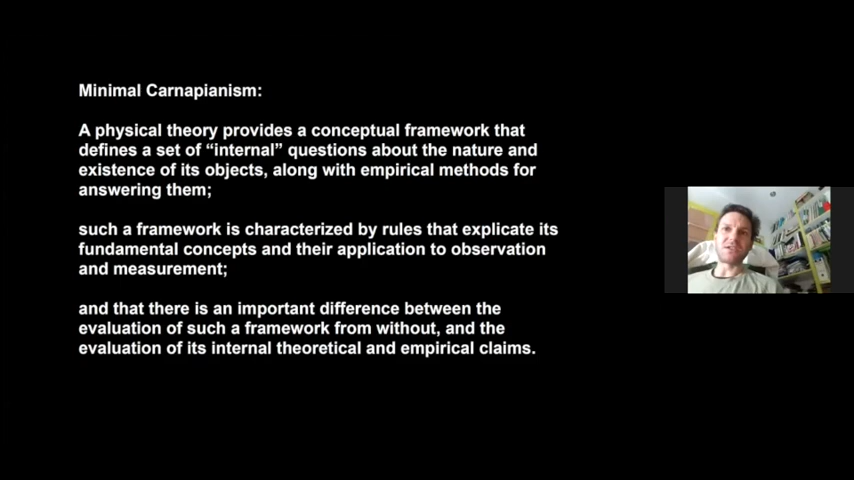 Minimal Carnapianism:
A physical theory provides a conceptual framework that
defines a set of “internal” questions about the nature and
existence of its objects, along with empirical methods for
answering them;
such a framework is characterized by rules that explicate its
fundamental concepts and their application to observation
and measurement;
and that there is an important difference between the
evaluation of such a framework from without, and the
evaluation of its internal theoretical and empirical claims.